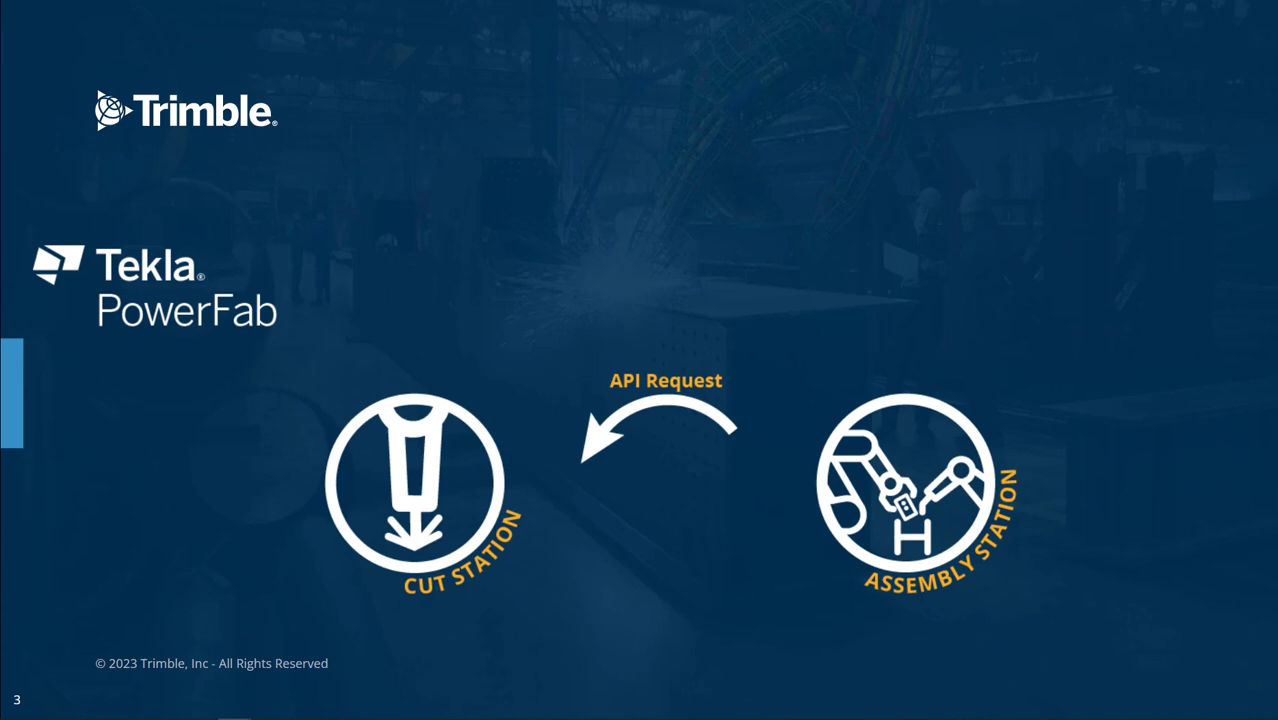 Trimble®
Tekla®
PowerFab
API Request
CUT STATION
ASSEMBLY STATION
© 2023 Trimble, Inc - All Rights Reserved
3